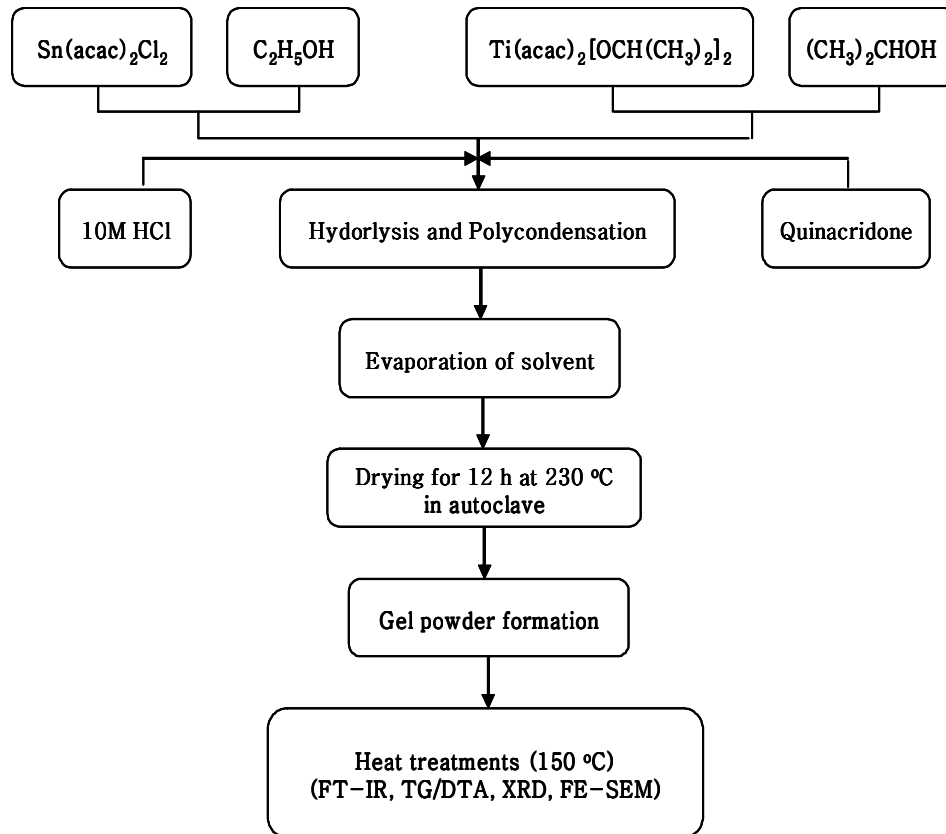 Sn(acac)₂Cl₂
C₂H₅OH
Ti(acac)₂[OCH(CH₃)₂]₂
(CH₃)₂CHOH
10M HCl
Hydorlysis and Polycondensation
Quinacridone
Evaporation of solvent
Drying for 12 h at 230 ºC
in autoclave
Gel powder formation
Heat treatments (150 ºC)
(FT-IR, TG/DTA, XRD, FE-SEM)